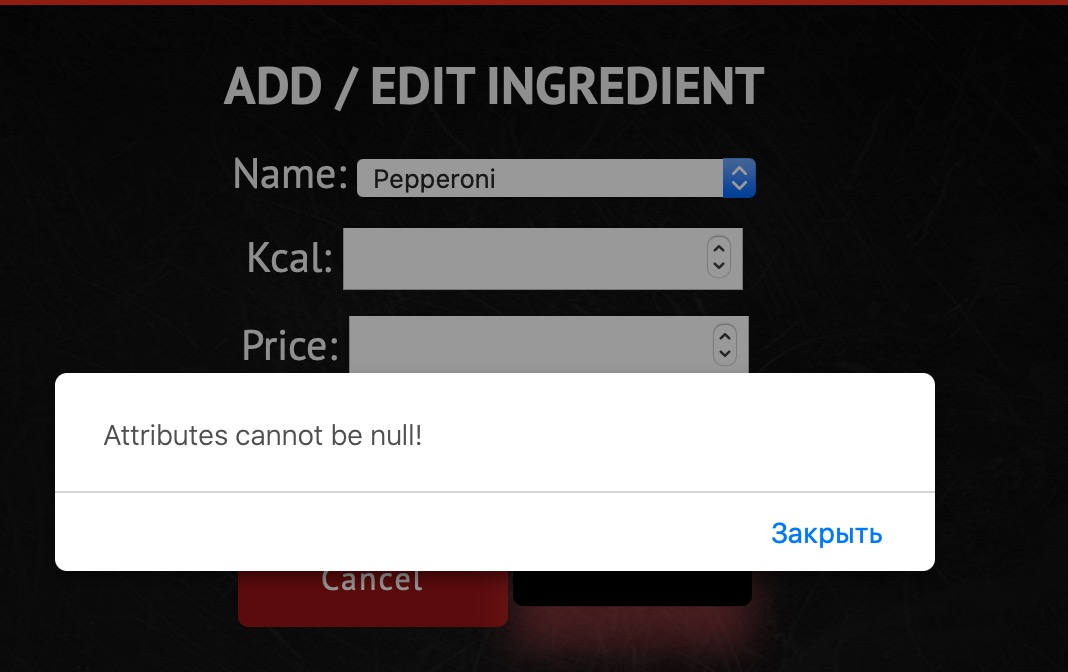 ADD / EDIT INGREDIENT
Name: Pepperoni
Kcal:
Price:
Attributes cannot be null!
Закрыть
Cancel